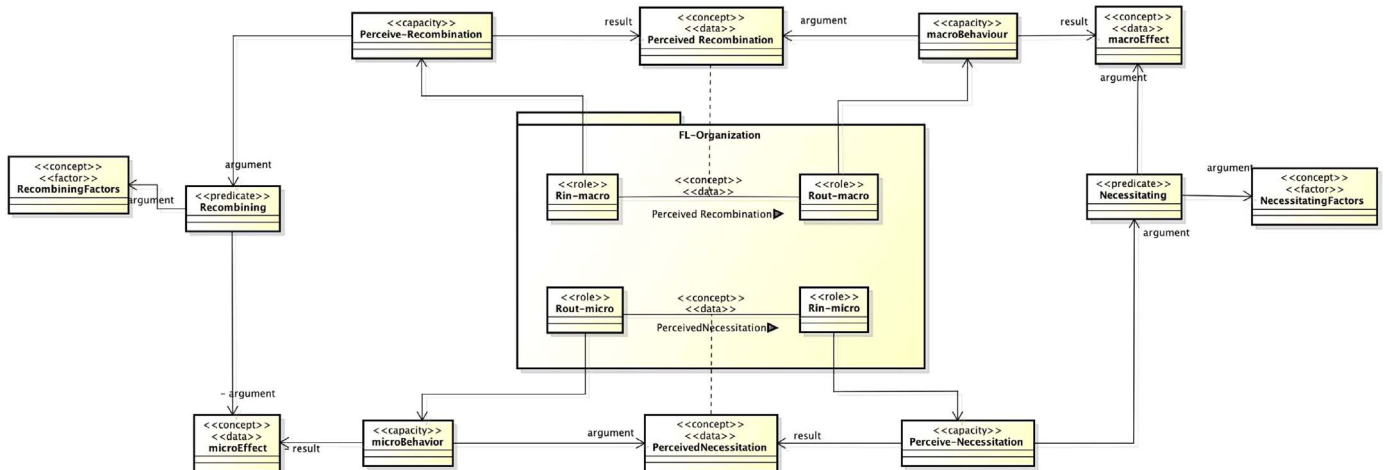 <<capacity>>
Perceive-Recombination
result
<<concept>>
<<data>>
Perceived Recombination
argument
<<capacity>>
macroBehaviour
result
<<concept>>
<<data>>
macroEffect
argument
FL-Organization
<<concept>>
<<factor>>
RecombiningFactors
argument
argument
<<predicate>>
Recombining
<<role>>
Rin-macro
<<concept>>
<<data>>
Perceived Recombination
<<role>>
Rout-macro
<<predicate>>
Necessitating
argument
argument
<<concept>>
<<factor>>
NecessitatingFactors
<<role>>
Rout-micro
<<concept>>
<<data>>
PerceivedNecessitation
<<role>>
Rin-micro
- argument
<<concept>>
<<data>>
microEffect
- result
<<capacity>>
microBehavior
argument
<<concept>>
<<data>>
PerceivedNecessitation
result
<<capacity>>
Perceive-Necessitation